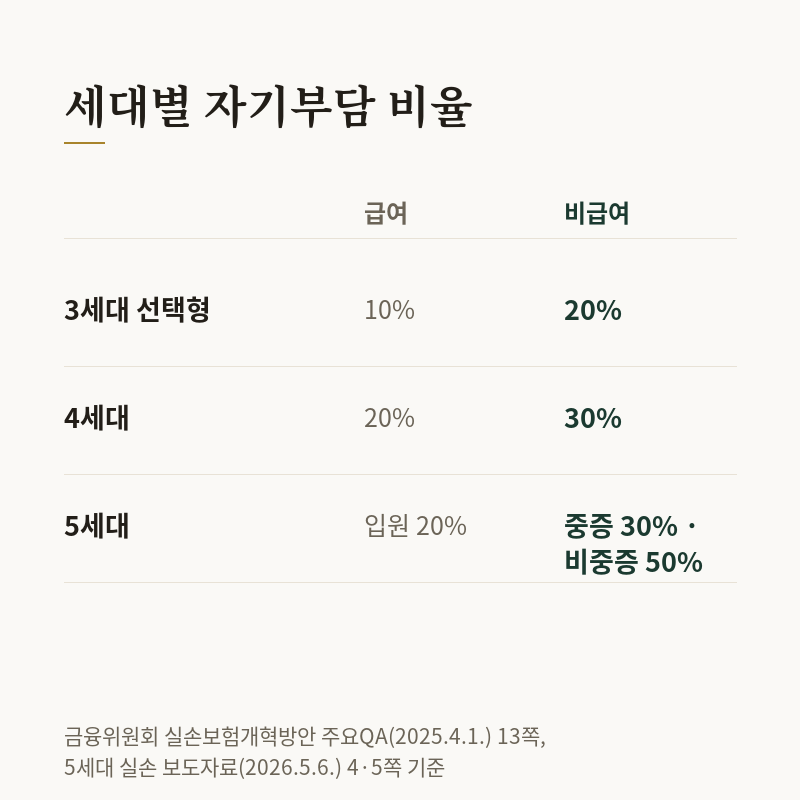 세대별 자기부담 비율
급여 비급여
3세대 선택형 10% 20%
4세대 20% 30%
5세대 입원 20% 중증 30% ·
비중증 50%
금융위원회 실손보험개혁방안 주요QA(2025.4.1.) 13쪽,
5세대 실손 보도자료(2026.5.6.) 4·5쪽 기준